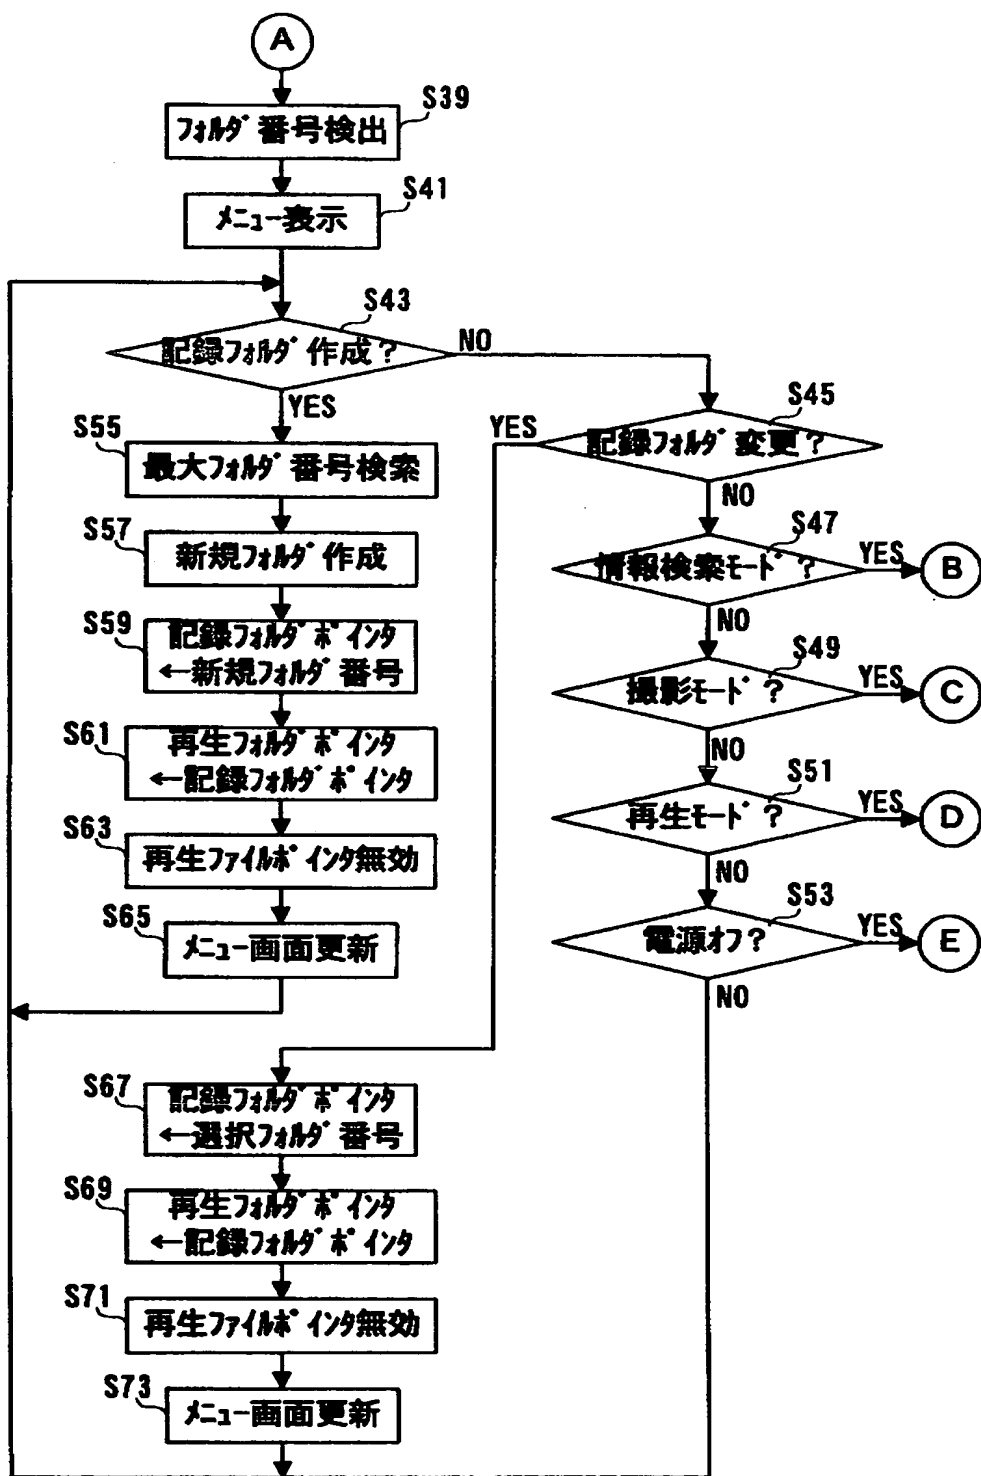 A
S39
フォルダ番号検出
S41
メニュー表示
S43
記録フォルダ作成？
NO
YES
S45
YES
記録フォルダ変更？
NO
S55
最大フォルダ番号検索
S47
情報検索モード？
YES
B
NO
S57
新規フォルダ作成
S59
記録フォルダポインタ
←新規フォルダ番号
S49
撮影モード？
YES
C
NO
S61
再生フォルダポインタ
←記録フォルダポインタ
S51
再生モード？
YES
D
NO
S63
再生ファイルポインタ無効
S53
電源オフ？
YES
E
NO
S65
メニュー画面更新
S67
記録フォルダポインタ
←選択フォルダ番号
S69
再生フォルダポインタ
←記録フォルダポインタ
S71
再生ファイルポインタ無効
S73
メニュー画面更新